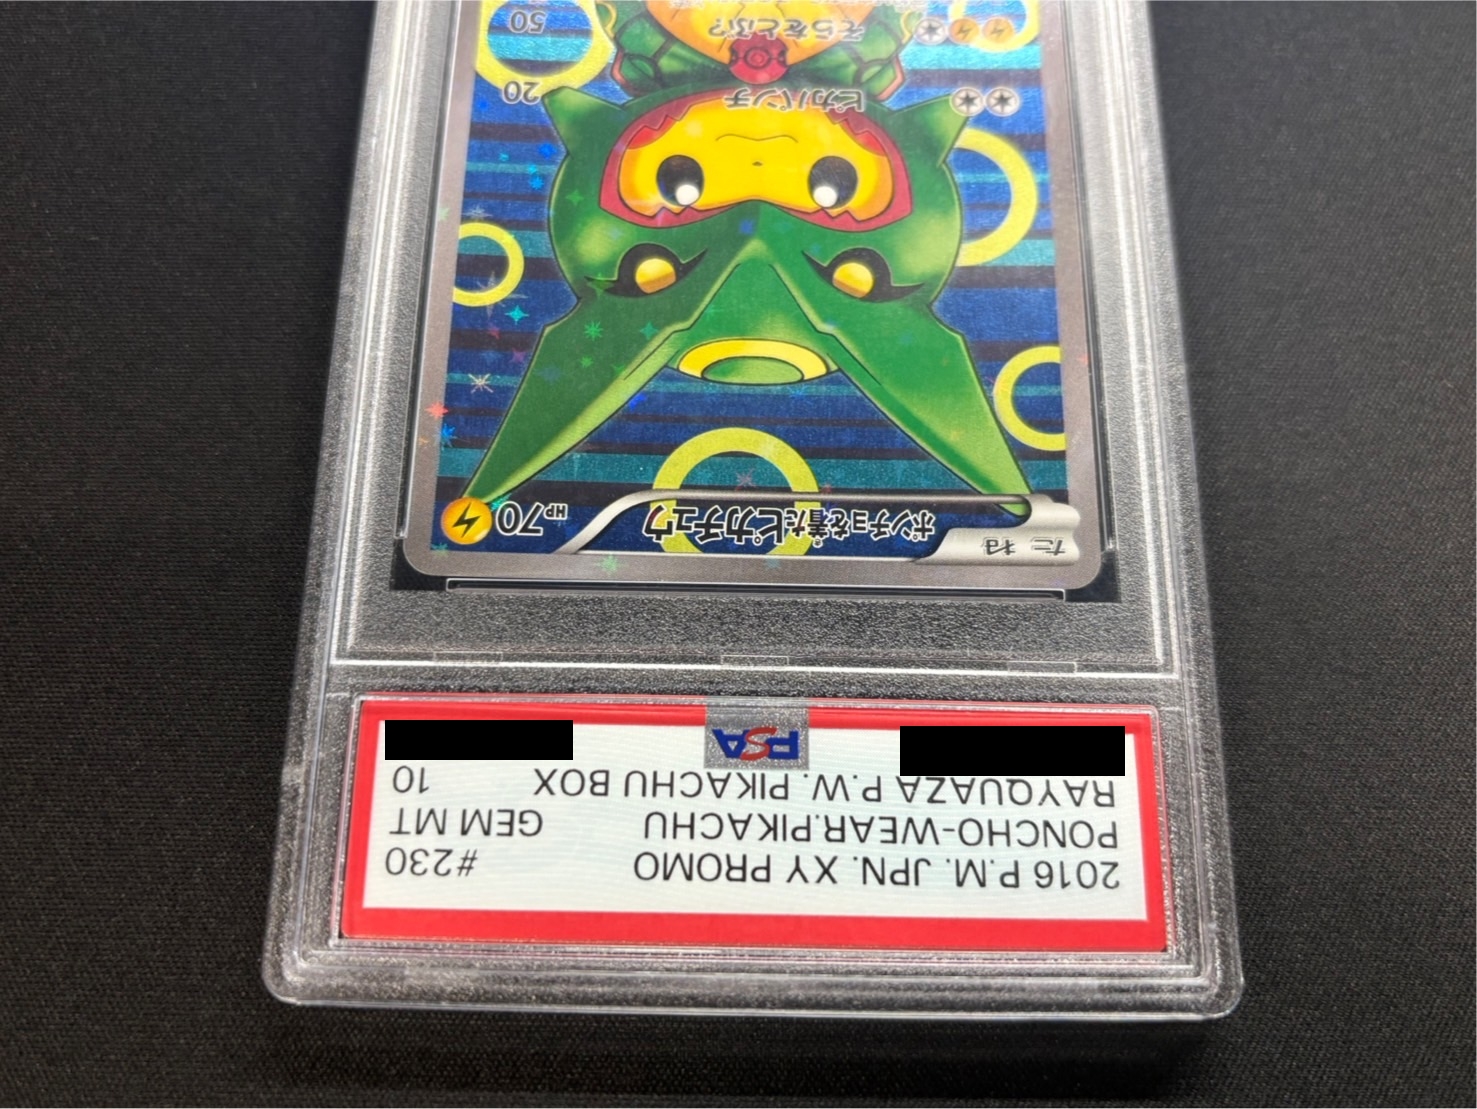 2016 P.M. JPN. XY PROMO #230
PONCHO-WEAR.PIKACHU GEM MT
RAYQUAZA P.W. PIKACHU BOX 10
PSA
たね ポンチョを着たピカチュウ HP70
ピカパンチ 20
そらをとぶ? 50